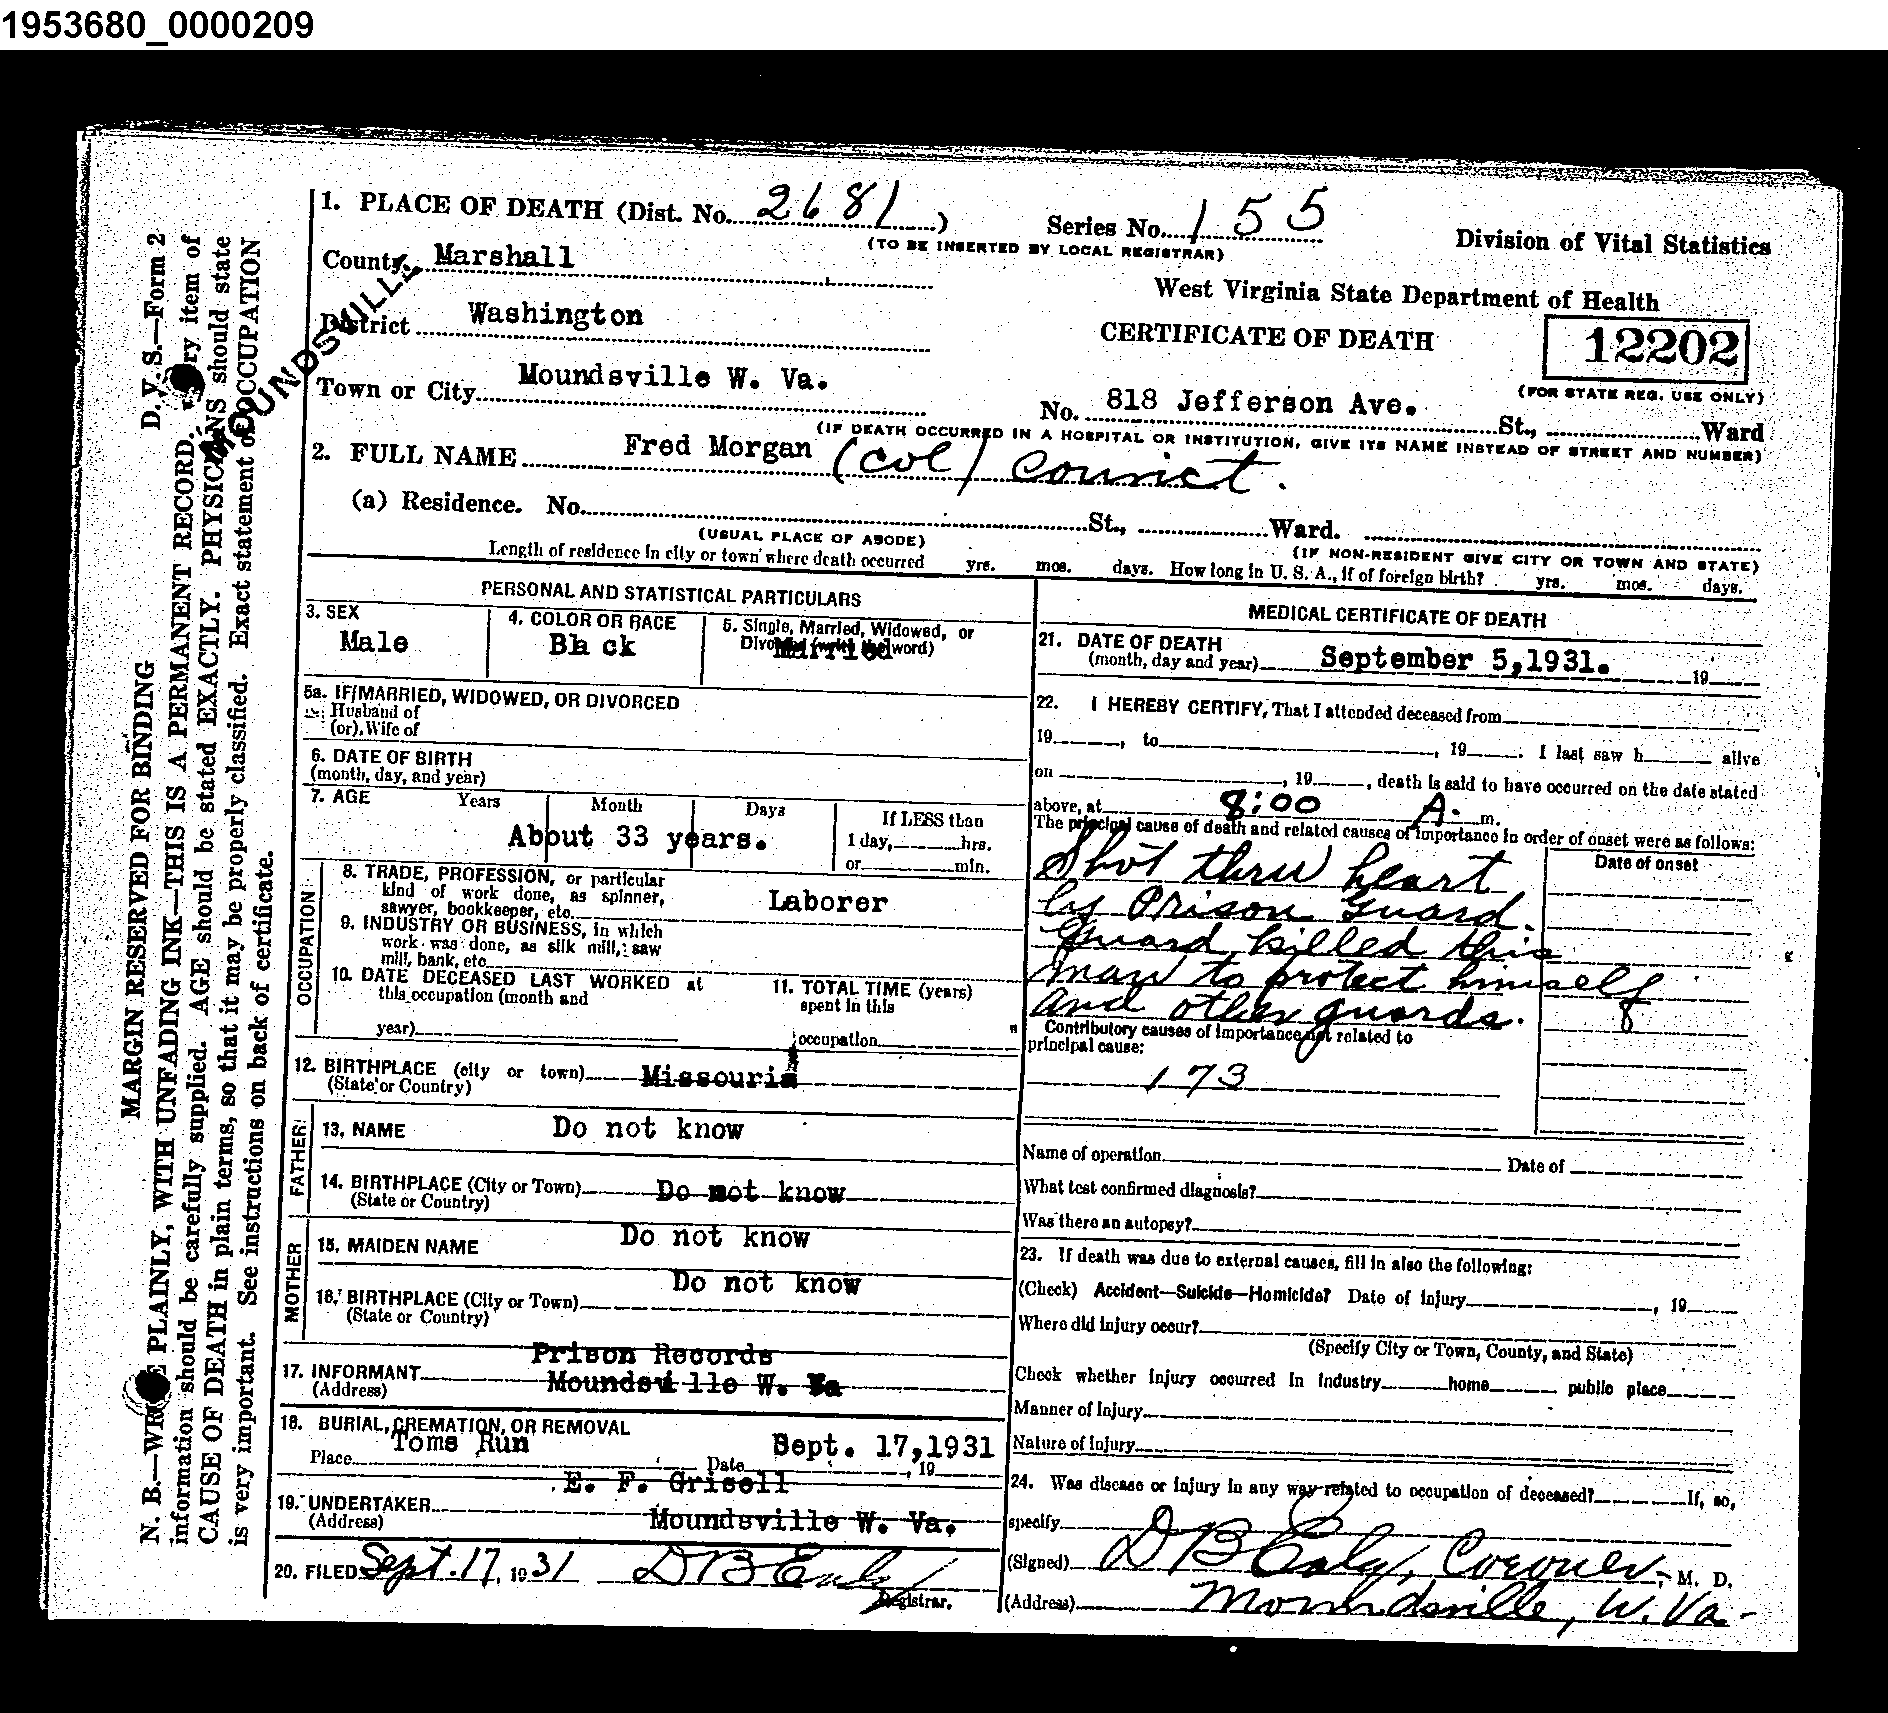 1953680_0000209
1. PLACE OF DEATH (Dist. No. 2681)
Series No. 155
(TO BE INSERTED BY LOCAL REGISTRAR)
Division of Vital Statistics
County Marshall
West Virginia State Department of Health
MOUNDSVILLE
District Washington
CERTIFICATE OF DEATH
12202
(FOR STATE REG. USE ONLY)
Town or City Moundsville W. Va.
No. 818 Jefferson Ave. St., Ward
(IF DEATH OCCURRED IN A HOSPITAL OR INSTITUTION, GIVE ITS NAME INSTEAD OF STREET AND NUMBER)
2. FULL NAME Fred Morgan (col) convict.
(a) Residence. No. St., Ward.
(USUAL PLACE OF ABODE)
(IF NON-RESIDENT GIVE CITY OR TOWN AND STATE)
Length of residence in city or town where death occurred yrs. mos. days. How long in U. S. A., if of foreign birth? yrs. mos. days.
PERSONAL AND STATISTICAL PARTICULARS
3. SEX
Male
4. COLOR OR RACE
Black
5. Single, Married, Widowed, or
Divorced (write the word)
Married
5a. IF MARRIED, WIDOWED, OR DIVORCED
Husband of
(or) Wife of
6. DATE OF BIRTH
(month, day, and year)
7. AGE Years Month Days
If LESS than
1 day, hrs.
or min.
About 33 years.
OCCUPATION
8. TRADE, PROFESSION, or particular
kind of work done, as spinner,
sawyer, bookkeeper, etc. Laborer
9. INDUSTRY OR BUSINESS, in which
work was done, as silk mill, saw
mill, bank, etc.
10. DATE DECEASED LAST WORKED at
this occupation (month and
year)
11. TOTAL TIME (years)
spent in this
occupation
12. BIRTHPLACE (city or town) Missouri
(State or Country)
FATHER
13. NAME Do not know
14. BIRTHPLACE (City or Town) Do not know
(State or Country)
MOTHER
15. MAIDEN NAME Do not know
16. BIRTHPLACE (City or Town) Do not know
(State or Country)
17. INFORMANT Prison Records
(Address) Moundsville W. Va
18. BURIAL, CREMATION, OR REMOVAL
Place Toms Run Date Sept. 17,1931 , 19
19. UNDERTAKER E. F. Grisell
(Address) Moundsville W. Va.
20. FILED Sept. 17, 1931 D B Ealy
Registrar.
MEDICAL CERTIFICATE OF DEATH
21. DATE OF DEATH
(month, day and year) September 5,1931. 19
22. I HEREBY CERTIFY, That I attended deceased from
19 , to , 19 . I last saw h alive
on , 19 , death is said to have occurred on the date stated
above, at 8:00 A. m.
The principal cause of death and related causes of importance in order of onset were as follows:
Date of onset
Shot thru heart
by Prison Guard.
Guard killed this
man to protect himself
and other guards.
Contributory causes of importance not related to
principal cause:
173
Name of operation Date of
What test confirmed diagnosis?
Was there an autopsy?
23. If death was due to external causes, fill in also the following:
(Check) Accident—Suicide—Homicide? Date of injury , 19
Where did injury occur?
(Specify City or Town, County, and State)
Check whether injury occurred in industry home public place
Manner of injury
Nature of injury
24. Was disease or injury in any way related to occupation of deceased? If, so,
specify
(Signed) D B Ealy, Coroner, M. D.
(Address) Moundsville, W. Va.
D. V. S.—Form 2
MARGIN RESERVED FOR BINDING
N. B.—WRITE PLAINLY, WITH UNFADING INK—THIS IS A PERMANENT RECORD. Every item of
information should be carefully supplied. AGE should be stated EXACTLY. PHYSICIANS should state
CAUSE OF DEATH in plain terms, so that it may be properly classified. Exact statement of OCCUPATION
is very important. See instructions on back of certificate.